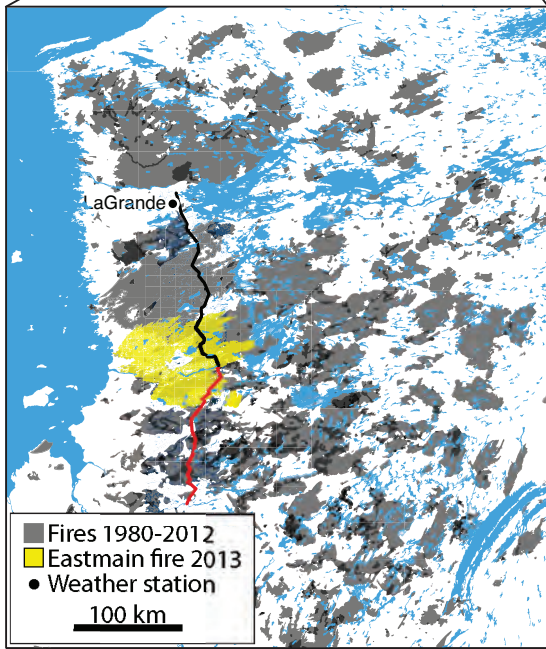 LaGrande
Fires 1980-2012
Eastmain fire 2013
Weather station
100 km